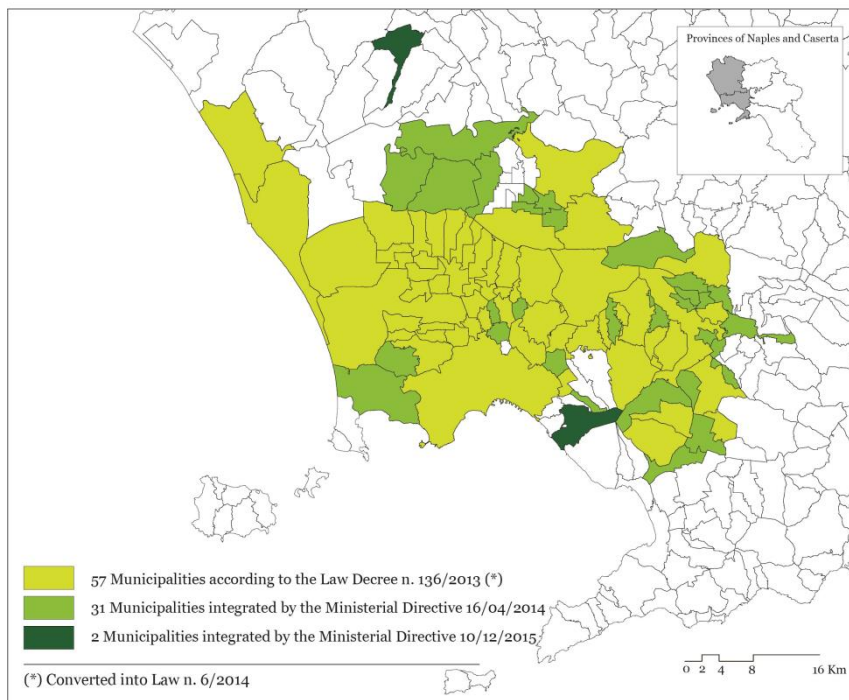 Provinces of Naples and Caserta
57 Municipalities according to the Law Decree n. 136/2013 (*)
31 Municipalities integrated by the Ministerial Directive 16/04/2014
2 Municipalities integrated by the Ministerial Directive 10/12/2015
(*) Converted into Law n. 6/2014
0 2 4 8 16 Km